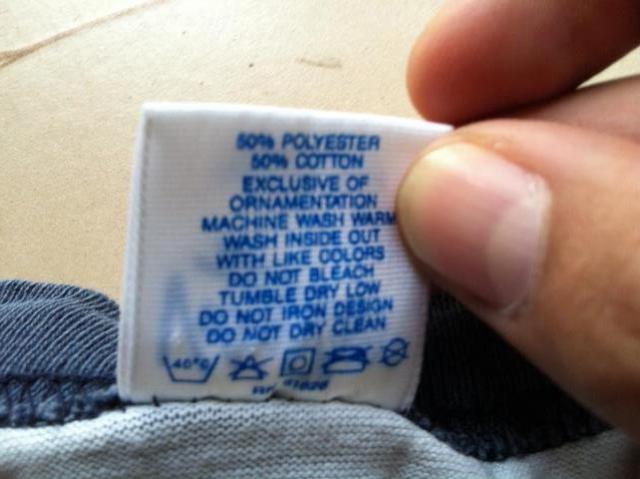 50% POLYESTER
50% COTTON
EXCLUSIVE OF
ORNAMENTATION
MACHINE WASH WARM
WASH INSIDE OUT
WITH LIKE COLORS
DO NOT BLEACH
TUMBLE DRY LOW
DO NOT IRON DESIGN
DO NOT DRY CLEAN
40°C